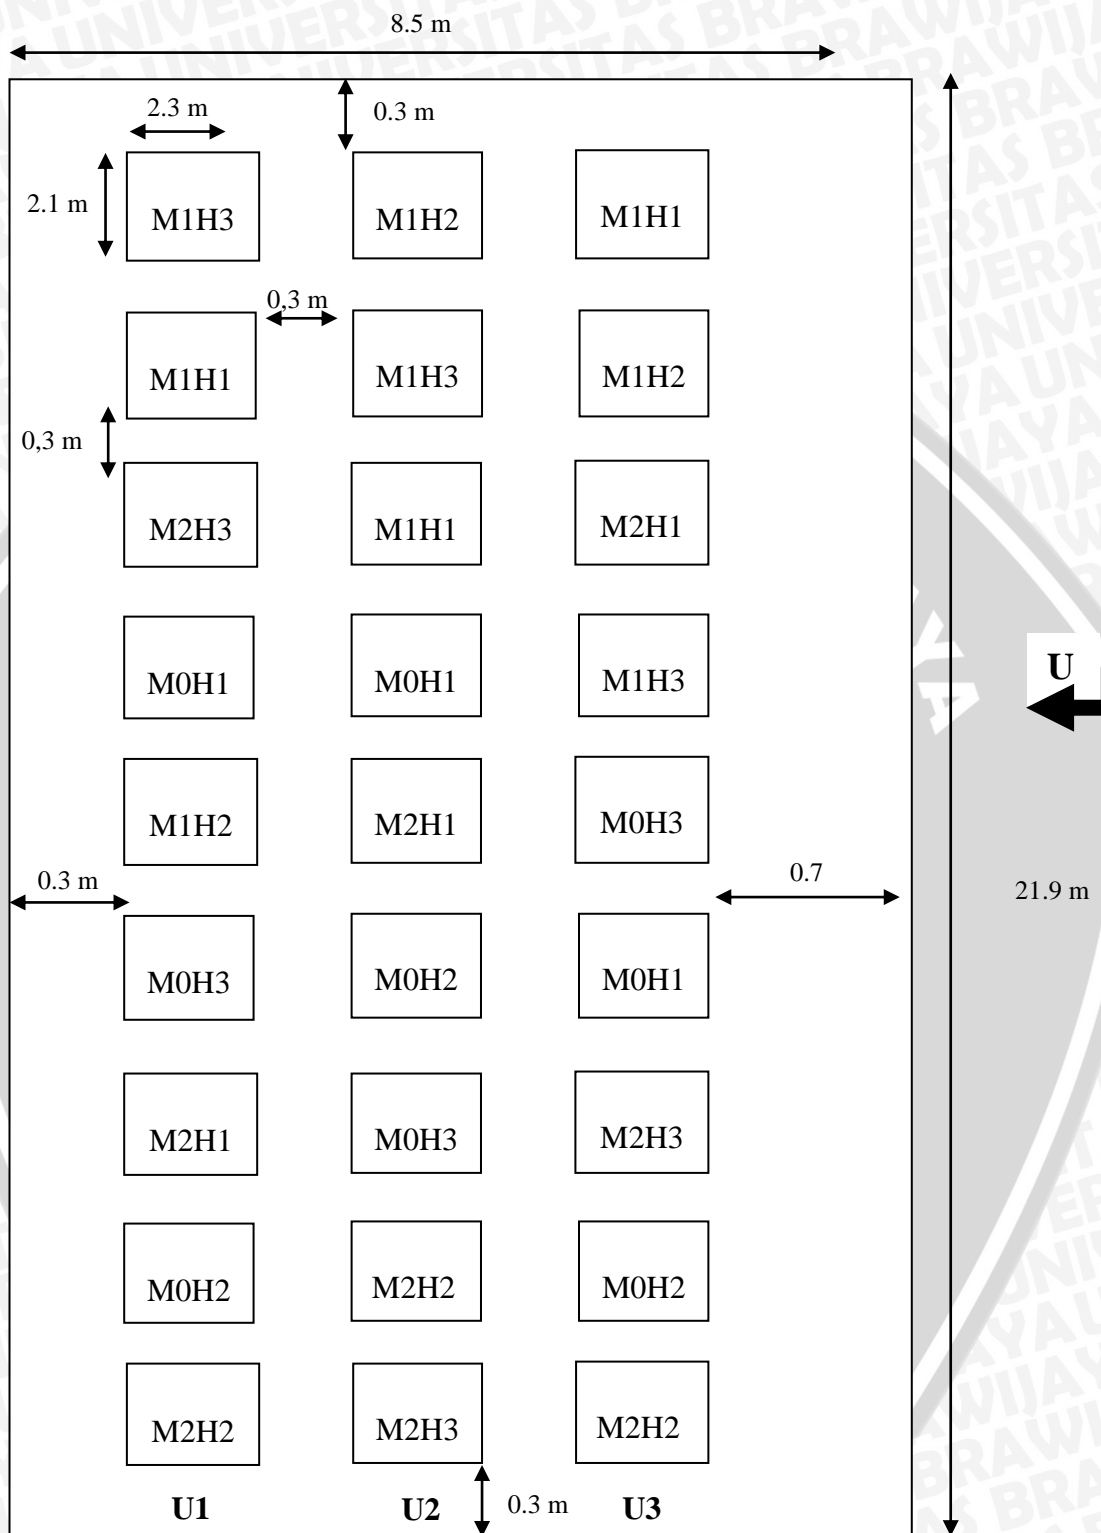 8.5 m
2.3 m
0.3 m
2.1 m
M1H3 M1H2 M1H1
0,3 m
M1H1 M1H3 M1H2
0,3 m
M2H3 M1H1 M2H1
M0H1 M0H1 M1H3
U
M1H2 M2H1 M0H3
0.3 m 0.7 21.9 m
M0H3 M0H2 M0H1
M2H1 M0H3 M2H3
M0H2 M2H2 M0H2
M2H2 M2H3 M2H2
U1 U2 0.3 m U3